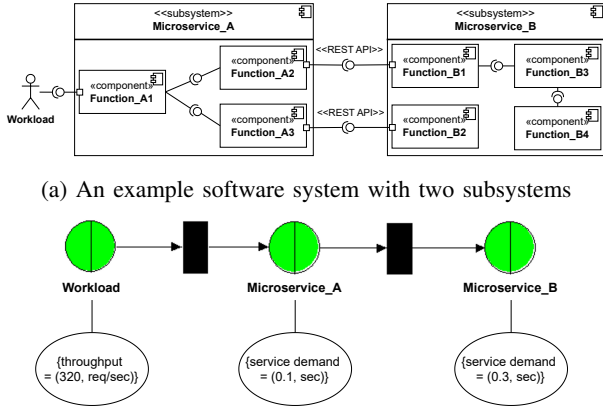 <<subsystem>>
Microservice_A
<<subsystem>>
Microservice_B
«component»
Function_A1
«component»
Function_A2
«component»
Function_A3
<<REST API>>
<<REST API>>
«component»
Function_B1
«component»
Function_B3
«component»
Function_B2
«component»
Function_B4
Workload
(a) An example software system with two subsystems
Workload
Microservice_A
Microservice_B
{throughput
= (320, req/sec)}
{service demand
= (0.1, sec)}
{service demand
= (0.3, sec)}